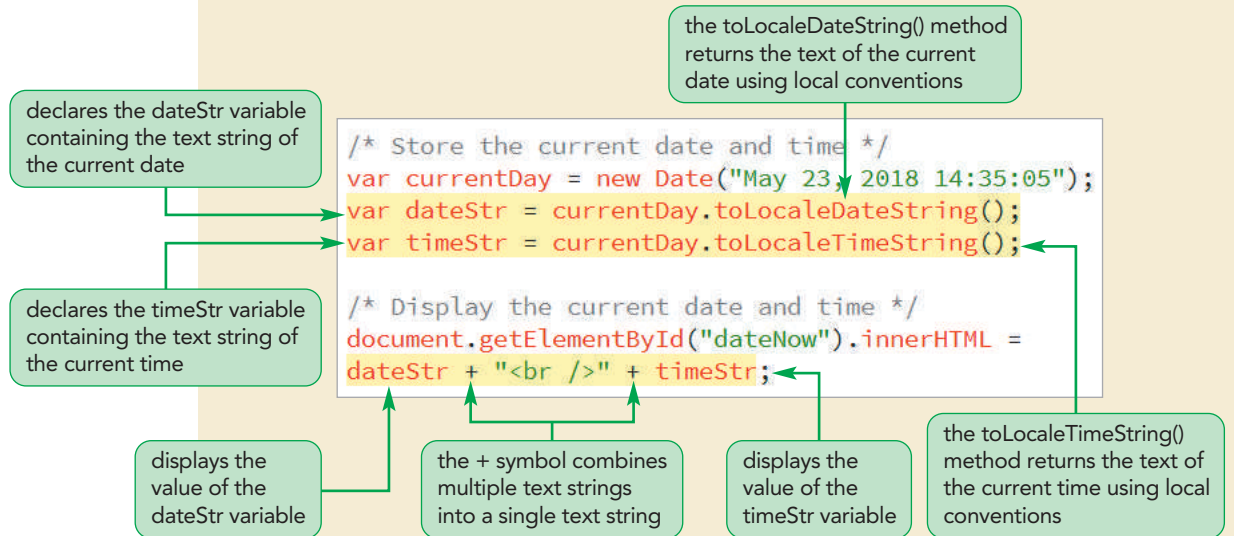 the toLocaleDateString() method
returns the text of the current
date using local conventions
declares the dateStr variable
containing the text string of
the current date
/* Store the current date and time */
var currentDay = new Date("May 23, 2018 14:35:05");
var dateStr = currentDay.toLocaleDateString();
var timeStr = currentDay.toLocaleTimeString();
declares the timeStr variable
containing the text string of
the current time
/* Display the current date and time */
document.getElementById("dateNow").innerHTML =
dateStr + "<br />" + timeStr;
displays the
value of the
dateStr variable
the + symbol combines
multiple text strings
into a single text string
displays the
value of the
timeStr variable
the toLocaleTimeString()
method returns the text of
the current time using local
conventions